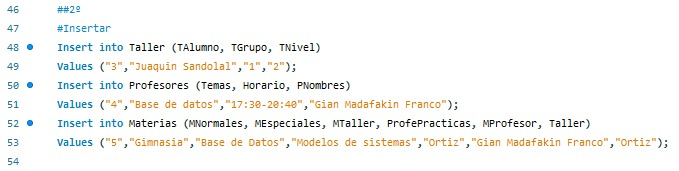 46 ##2º
47 #Insertar
48 Insert into Taller (TAlumno, TGrupo, TNivel)
49 Values ("3","Juaquin Sandolal","1","2");
50 Insert into Profesores (Temas, Horario, PNombres)
51 Values ("4","Base de datos","17:30-20:40","Gian Madafakin Franco");
52 Insert into Materias (MNormales, MEspeciales, MTaller, ProfePracticas, MProfesor, Taller)
53 Values ("5","Gimnasia","Base de Datos","Modelos de sistemas","Ortiz","Gian Madafakin Franco","Ortiz");
54